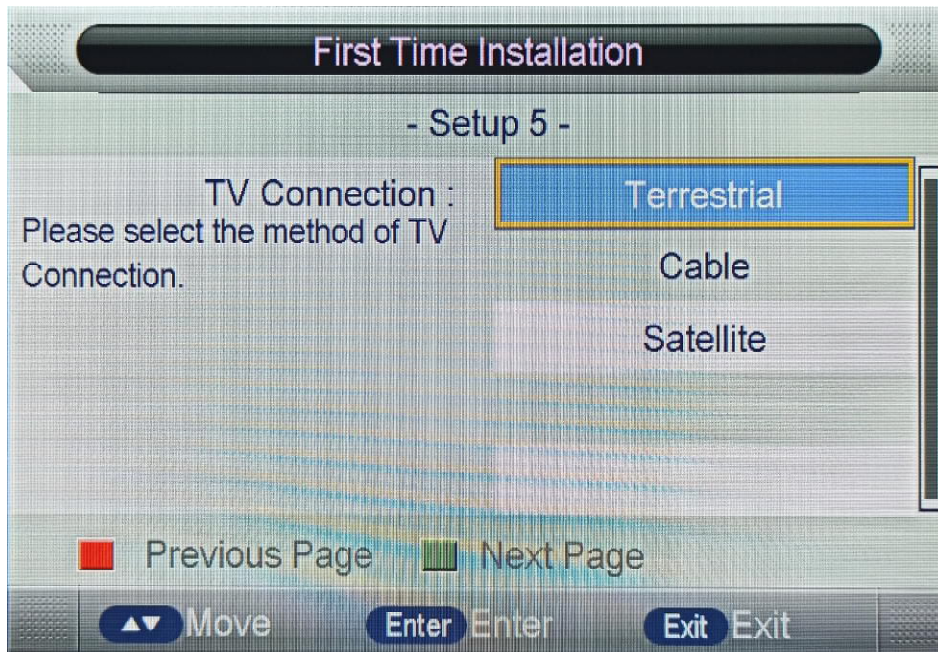 First Time Installation
- Setup 5 -
TV Connection :
Please select the method of TV
Connection.
Terrestrial
Cable
Satellite
Previous Page Next Page
Move Enter Enter Exit Exit